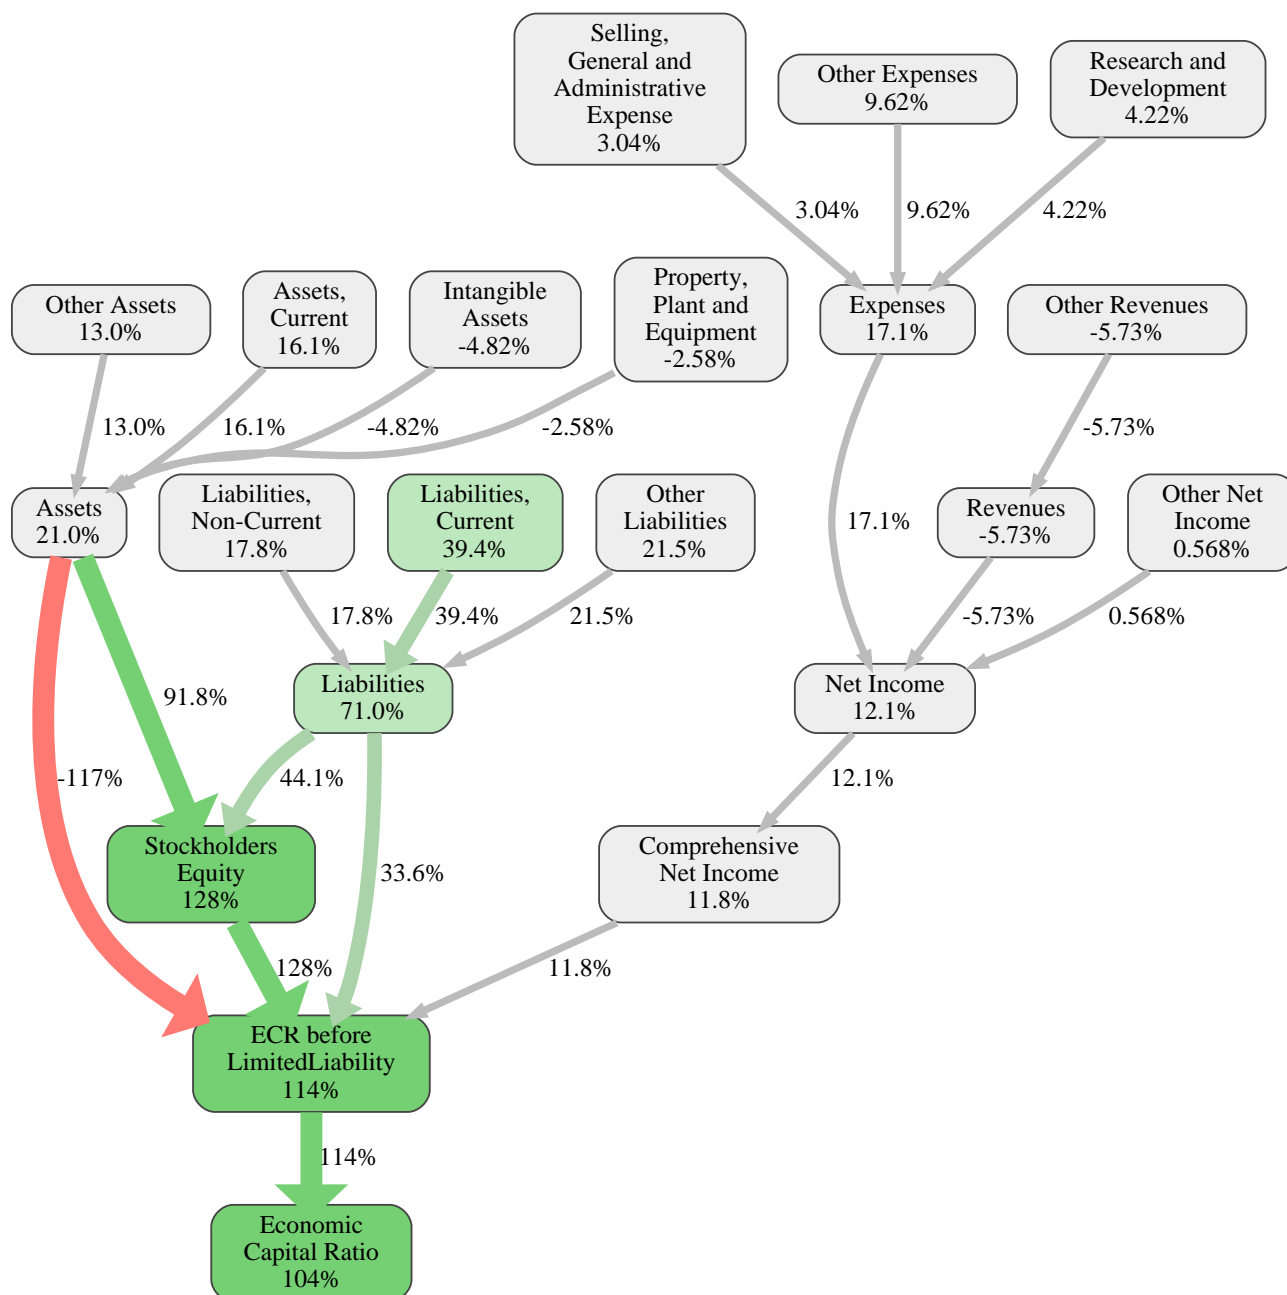 Selling,
General and
Administrative
Expense
3.04%
Other Expenses
9.62%
Research and
Development
4.22%
3.04%
9.62%
4.22%
Other Assets
13.0%
Assets,
Current
16.1%
Intangible
Assets
-4.82%
Property,
Plant and
Equipment
-2.58%
Expenses
17.1%
Other Revenues
-5.73%
13.0%
16.1%
-4.82%
-2.58%
-5.73%
Assets
21.0%
Liabilities,
Non-Current
17.8%
Liabilities,
Current
39.4%
Other
Liabilities
21.5%
17.1%
Revenues
-5.73%
Other Net
Income
0.568%
17.8%
39.4%
21.5%
-5.73%
0.568%
91.8%
Liabilities
71.0%
Net Income
12.1%
-117%
44.1%
12.1%
Stockholders
Equity
128%
33.6%
Comprehensive
Net Income
11.8%
128%
11.8%
ECR before
LimitedLiability
114%
114%
Economic
Capital Ratio
104%